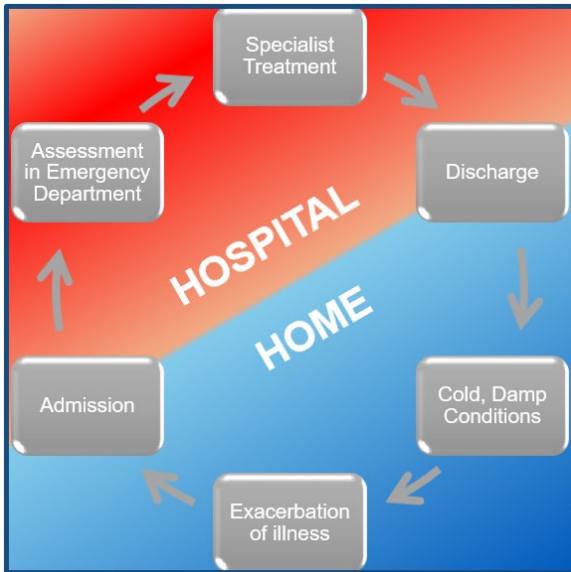 Specialist
Treatment
Assessment
in Emergency
Department
Discharge
HOSPITAL
HOME
Admission
Cold, Damp
Conditions
Exacerbation
of illness